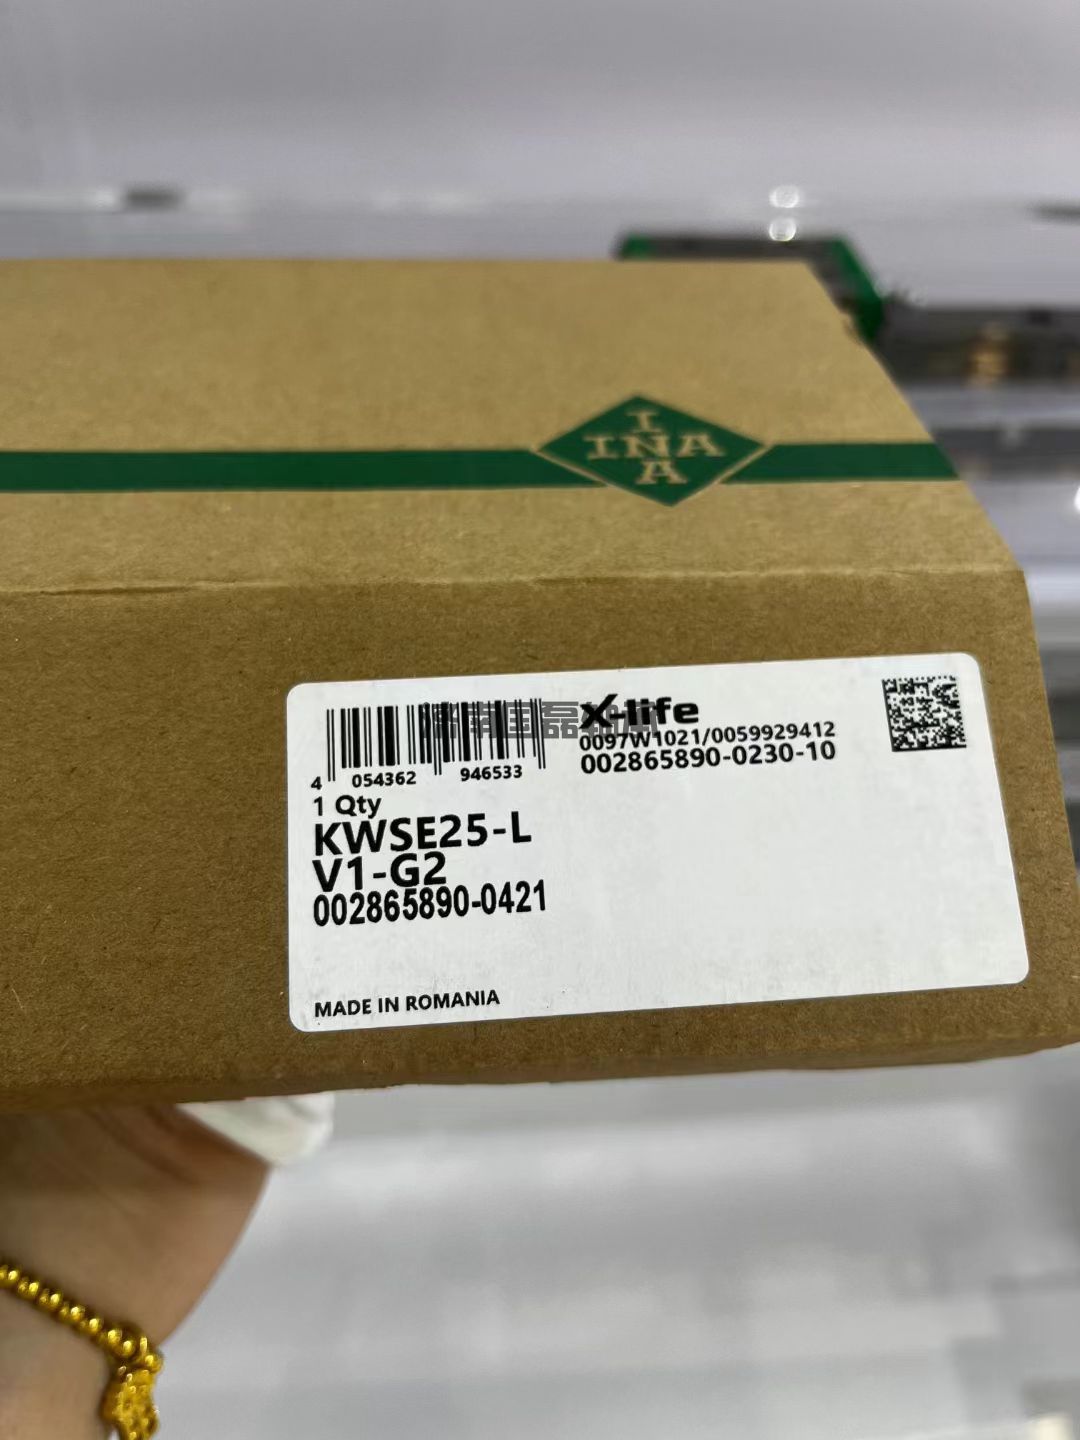 I
INA
A
X-life
0097W1021/0059929412
002865890-0230-10
4 054362 946533
1 Qty
KWSE25-L
V1-G2
002865890-0421
MADE IN ROMANIA